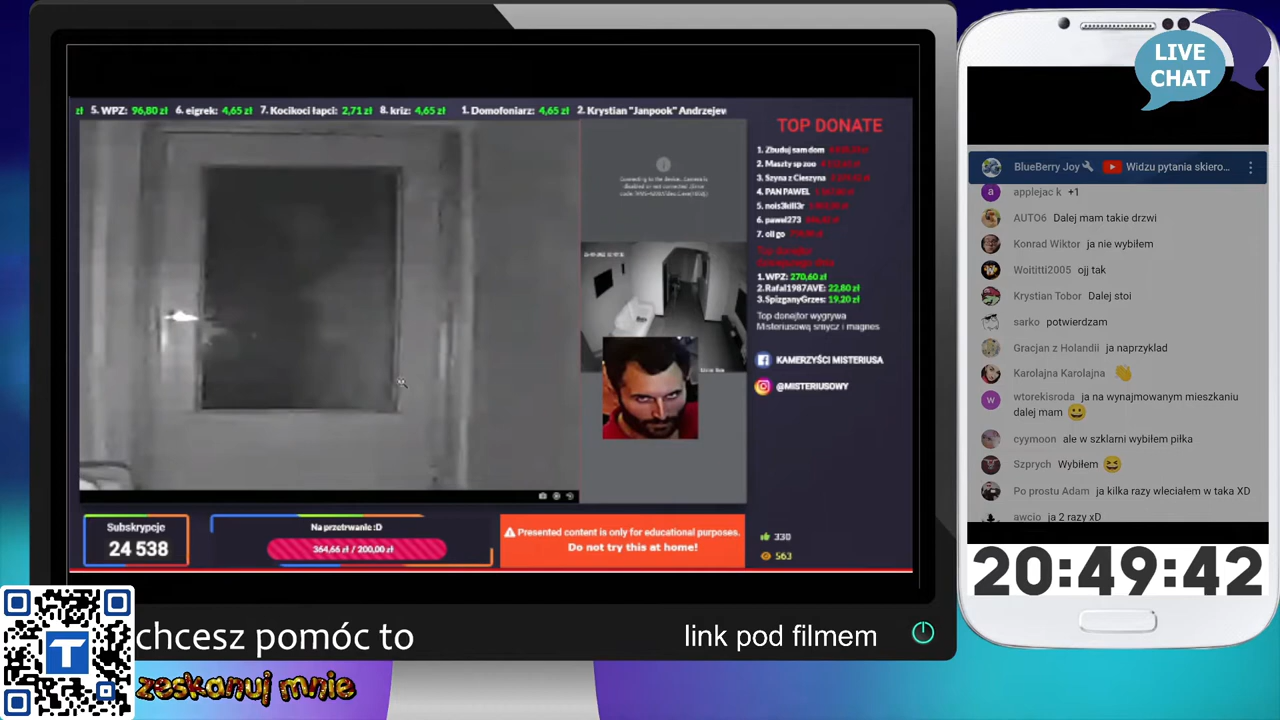 LIVE
CHAT
zł 5. WPZ: 96,80 zł 6. eigrek: 4,65 zł 7. Kocikoci łapci: 2,71 zł 8. kriz: 4,65 zł 1. Domofoniarz: 4,65 zł 2. Krystian "Janpook" Andrzejew
TOP DONATE
1. Zbuduj sam dom
2. Maszty sp zoo
3. Szyna z Cieszyna
4. PAN PAWEL
5. nois3kill3r
6. pawel273
7. oli go
Top donejtor
1.WPZ: 270,60 zł
2.Rafal1987AVE: 22,80 zł
3.SpizganyGrzes: 19,20 zł
Top donejtor wygrywa
Misteriusową smycz i magnes
KAMERZYŚCI MISTERIUSA
@MISTERIUSOWY
Subskrypcje
24 538
Na przetrwanie :D
364,66 zł / 200,00 zł
Presented content is only for educational purposes.
Do not try this at home!
330
563
BlueBerry Joy Widzu pytania skiero...
applejac k +1
AUTO6 Dalej mam takie drzwi
Konrad Wiktor ja nie wybiłem
Woititti2005 ojj tak
Krystian Tobor Dalej stoi
sarko potwierdzam
Gracjan z Holandii ja naprzyklad
Karolajna Karolajna 👋
wtorekisroda ja na wynajmowanym mieszkaniu
dalej mam 😀
cyymoon ale w szklarni wybiłem piłka
Szprych Wybiłem 😆
Po prostu Adam ja kilka razy wleciałem w taka XD
awcio ja 2 razy xD
20:49:42
T
chcesz pomóc to
link pod filmem
zeskanuj mnie